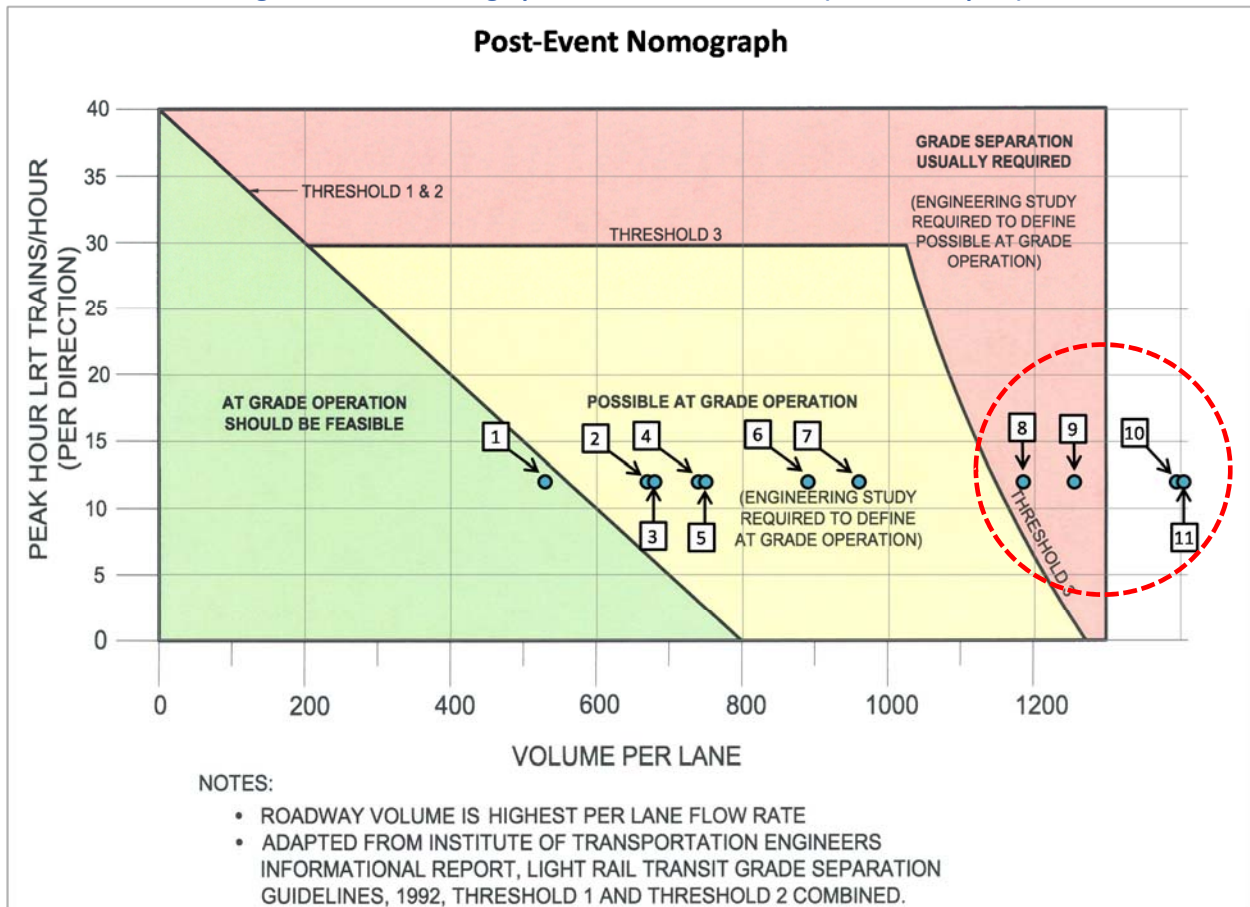 Post-Event Nomograph
40
35
30
25
20
15
10
5
0
PEAK HOUR LRT TRAINS/HOUR
(PER DIRECTION)
THRESHOLD 1 & 2
THRESHOLD 3
GRADE SEPARATION
USUALLY REQUIRED
(ENGINEERING STUDY
REQUIRED TO DEFINE
POSSIBLE AT GRADE
OPERATION)
AT GRADE OPERATION
SHOULD BE FEASIBLE
POSSIBLE AT GRADE OPERATION
(ENGINEERING STUDY
REQUIRED TO DEFINE
AT GRADE OPERATION)
1
2
4
6
7
8
9
10
3
5
11
THRESHOLD 3
0
200
400
600
800
1000
1200
VOLUME PER LANE
NOTES:
• ROADWAY VOLUME IS HIGHEST PER LANE FLOW RATE
• ADAPTED FROM INSTITUTE OF TRANSPORTATION ENGINEERS
INFORMATIONAL REPORT, LIGHT RAIL TRANSIT GRADE SEPARATION
GUIDELINES, 1992, THRESHOLD 1 AND THRESHOLD 2 COMBINED.